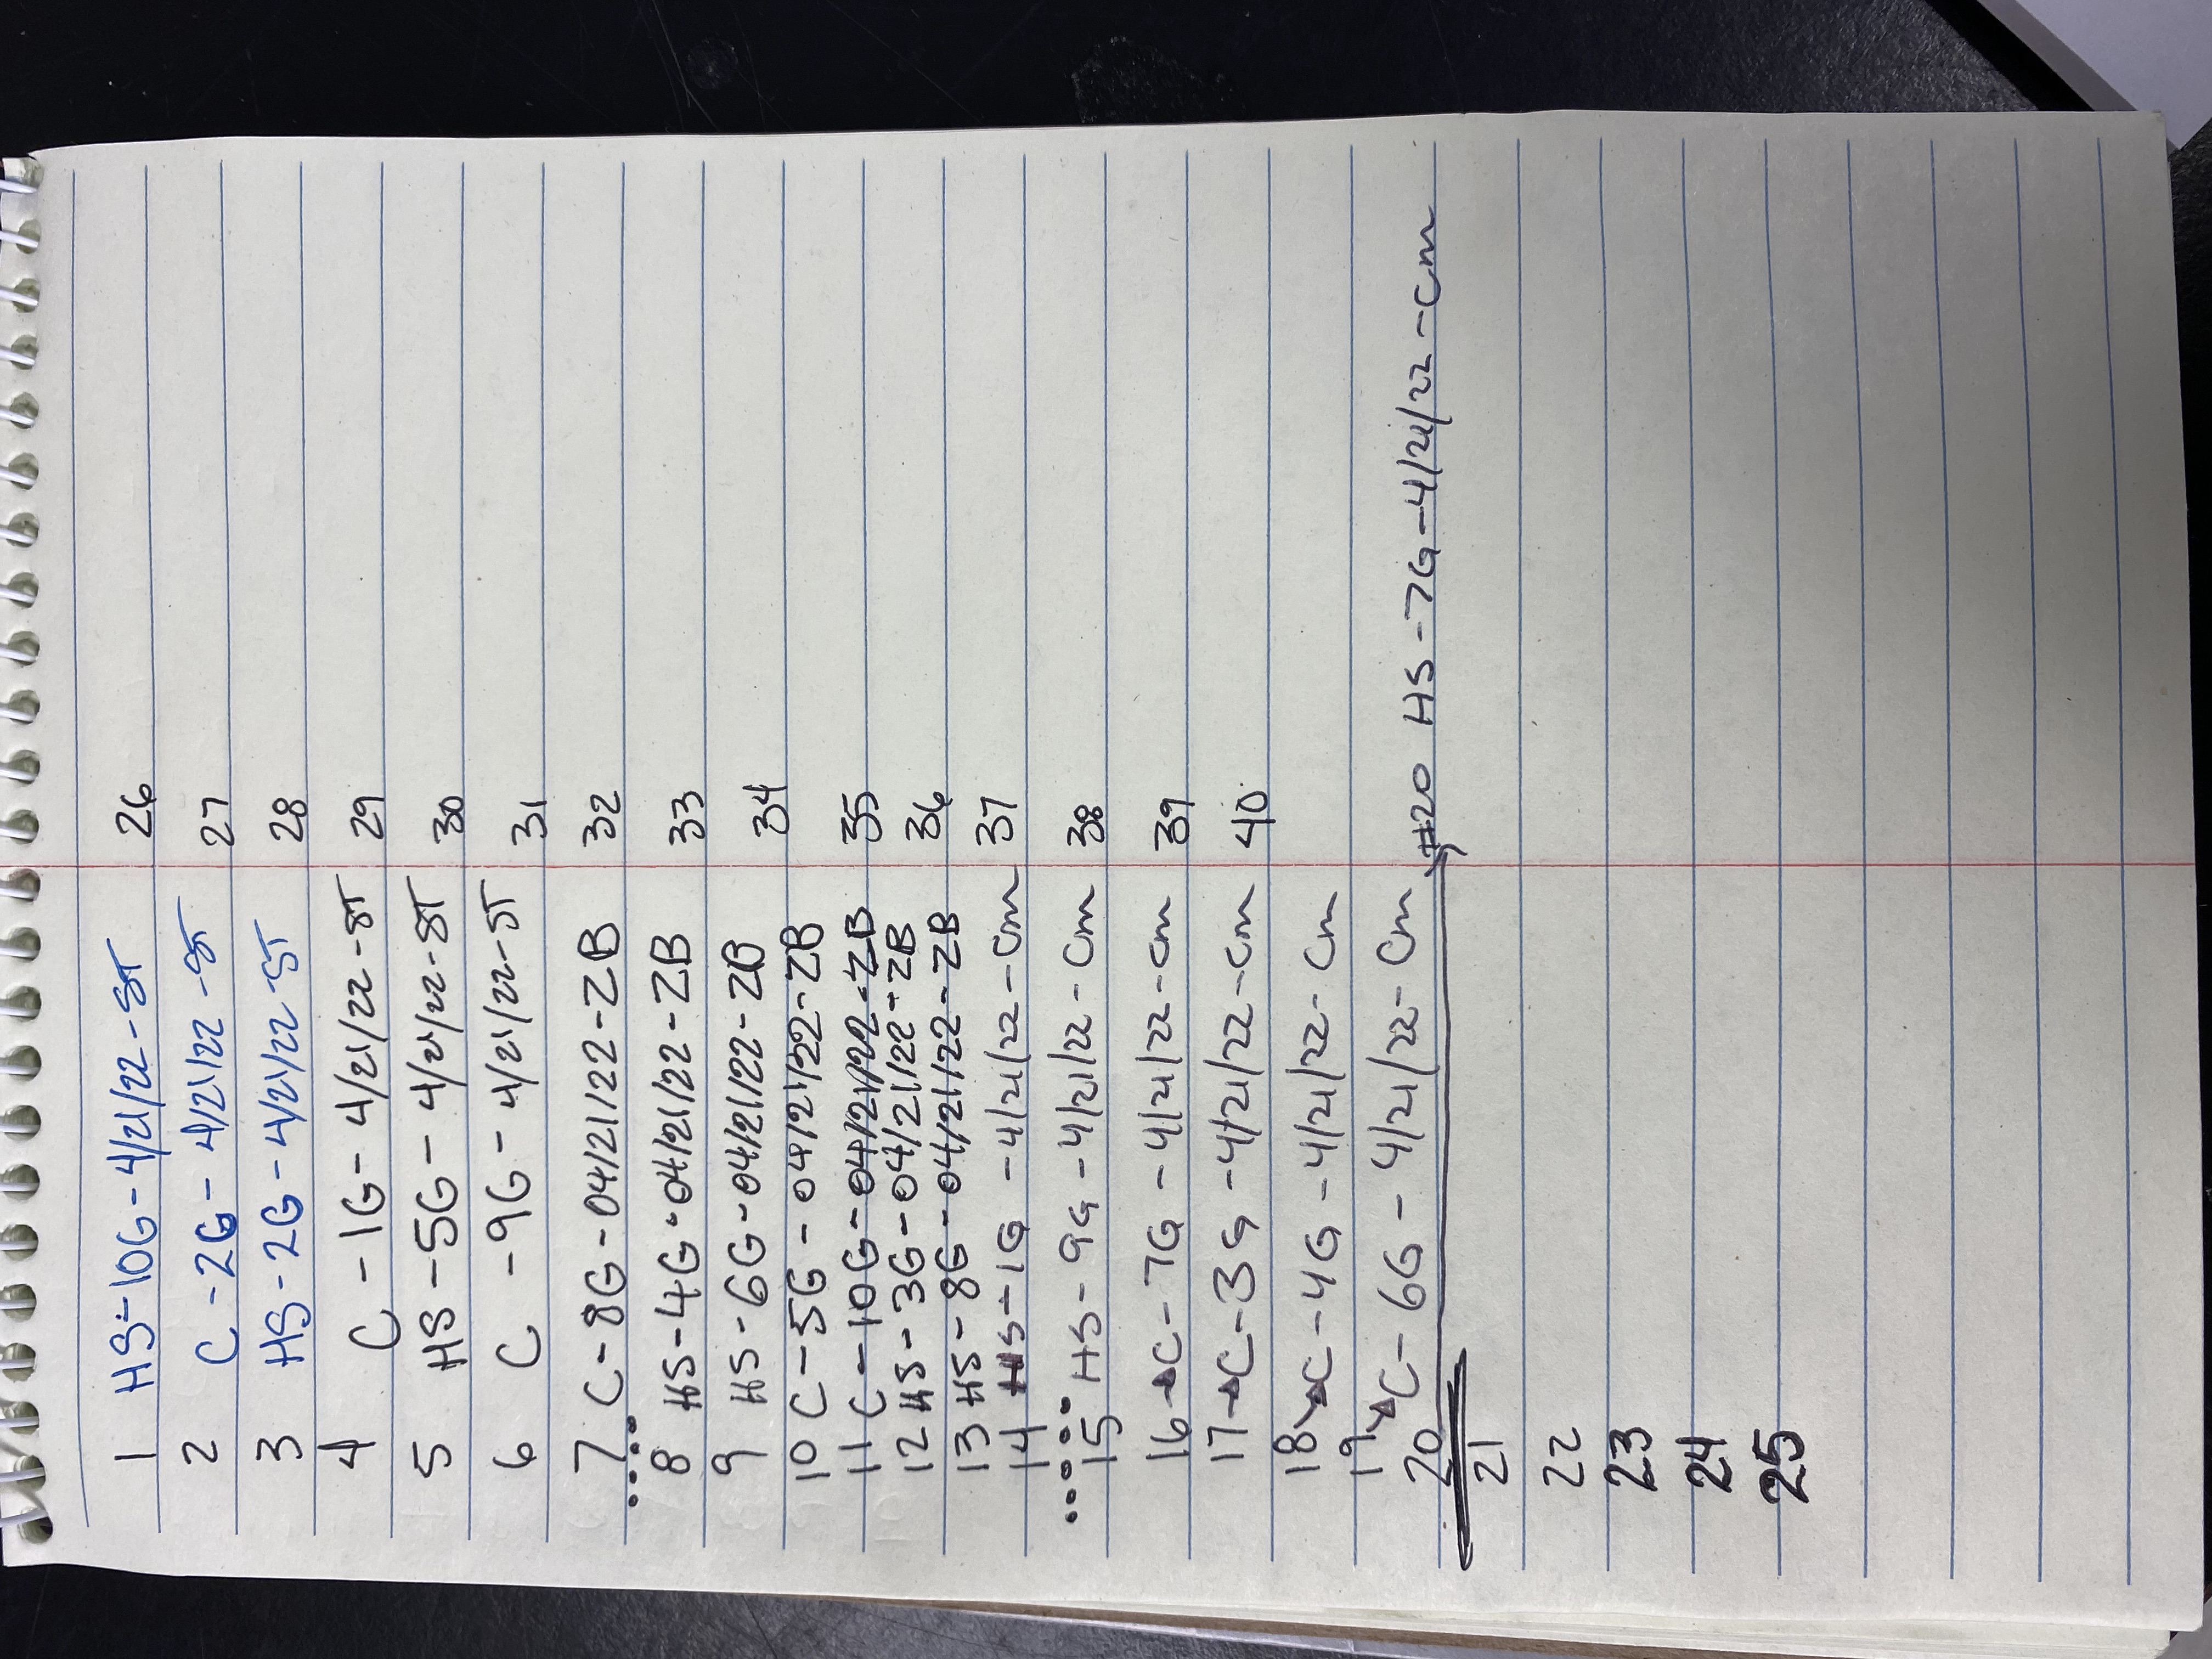 1 HS-10G-4/21/22-ST
2 C-2G-4/21/22-ST
3 HS-2G-4/21/22-ST
4 C-1G-4/21/22-ST
5 HS-5G-4/21/22-ST
6 C-9G-4/21/22-ST
7 C-8G-04/21/22-ZB
8 HS-4G-04/21/22-ZB
9 HS-6G-04/21/22-ZB
10 C-5G-04/21/22-ZB
11 C-10G-04/21/22-ZB
12 HS-3G-04/21/22-ZB
13 HS-8G-04/21/22-ZB
14 HS-1G-4/21/22-Cm
15 HS-9G-4/21/22-Cm
16 C-7G-4/21/22-Cm
17 C-3G-4/21/22-Cm
18 C-4G-4/21/22-Cm
19 C-6G-4/21/22-Cm
20 #20 HS-7G-4/21/22-Cm
21
22
23
24
25
26
27
28
29
30
31
32
33
34
35
36
37
38
39
40